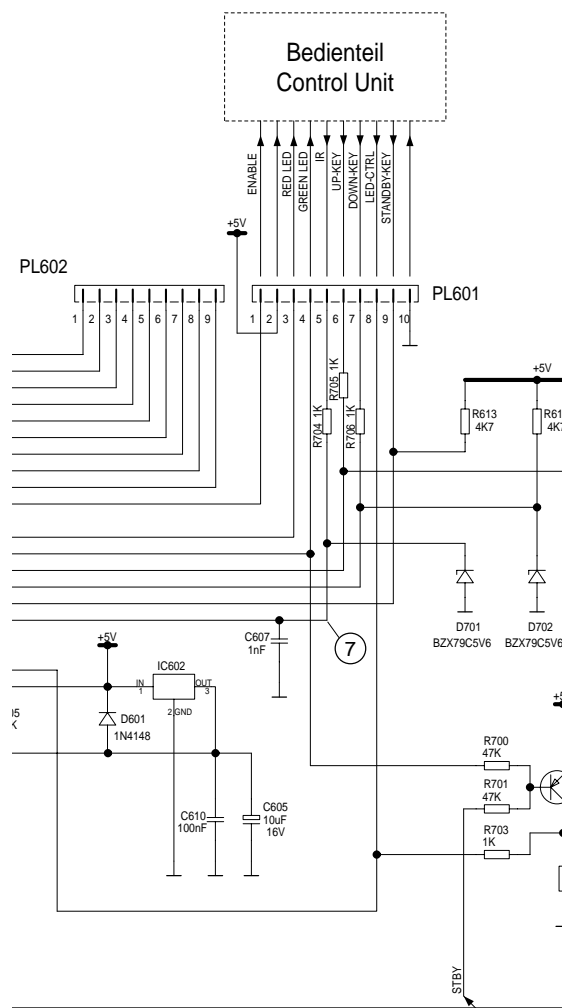 Bedienteil
Control Unit
ENABLE
RED LED
GREEN LED
IR
UP-KEY
DOWN-KEY
LED-CTRL
STANDBY-KEY
+5V
PL602
PL601
1 2 3 4 5 6 7 8 9
1 2 3 4 5 6 7 8 9 10
R704 1K
R705 1K
R706 1K
+5V
R613
4K7
R61
4K7
D701
BZX79C5V6
D702
BZX79C5V6
C607
1nF
7
+5V
IC602
IN
1
OUT
3
2 GND
D601
1N4148
05
K
C610
100nF
C605
10uF
16V
+5
R700
47K
R701
47K
R703
1K
STBY